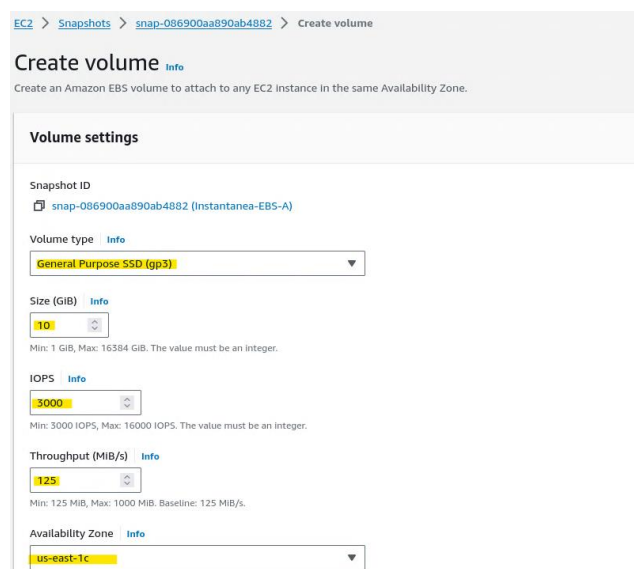 EC2 > Snapshots > snap-086900aa890ab4882 > Create volume
Create volume Info
Create an Amazon EBS volume to attach to any EC2 instance in the same Availability Zone.
Volume settings
Snapshot ID
snap-086900aa890ab4882 (Instantanea-EBS-A)
Volume type Info
General Purpose SSD (gp3)
Size (GiB) Info
10
Min: 1 GiB, Max: 16384 GiB. The value must be an integer.
IOPS Info
3000
Min: 3000 IOPS, Max: 16000 IOPS. The value must be an integer.
Throughput (MiB/s) Info
125
Min: 125 MiB, Max: 1000 MiB. Baseline: 125 MiB/s.
Availability Zone Info
us-east-1c